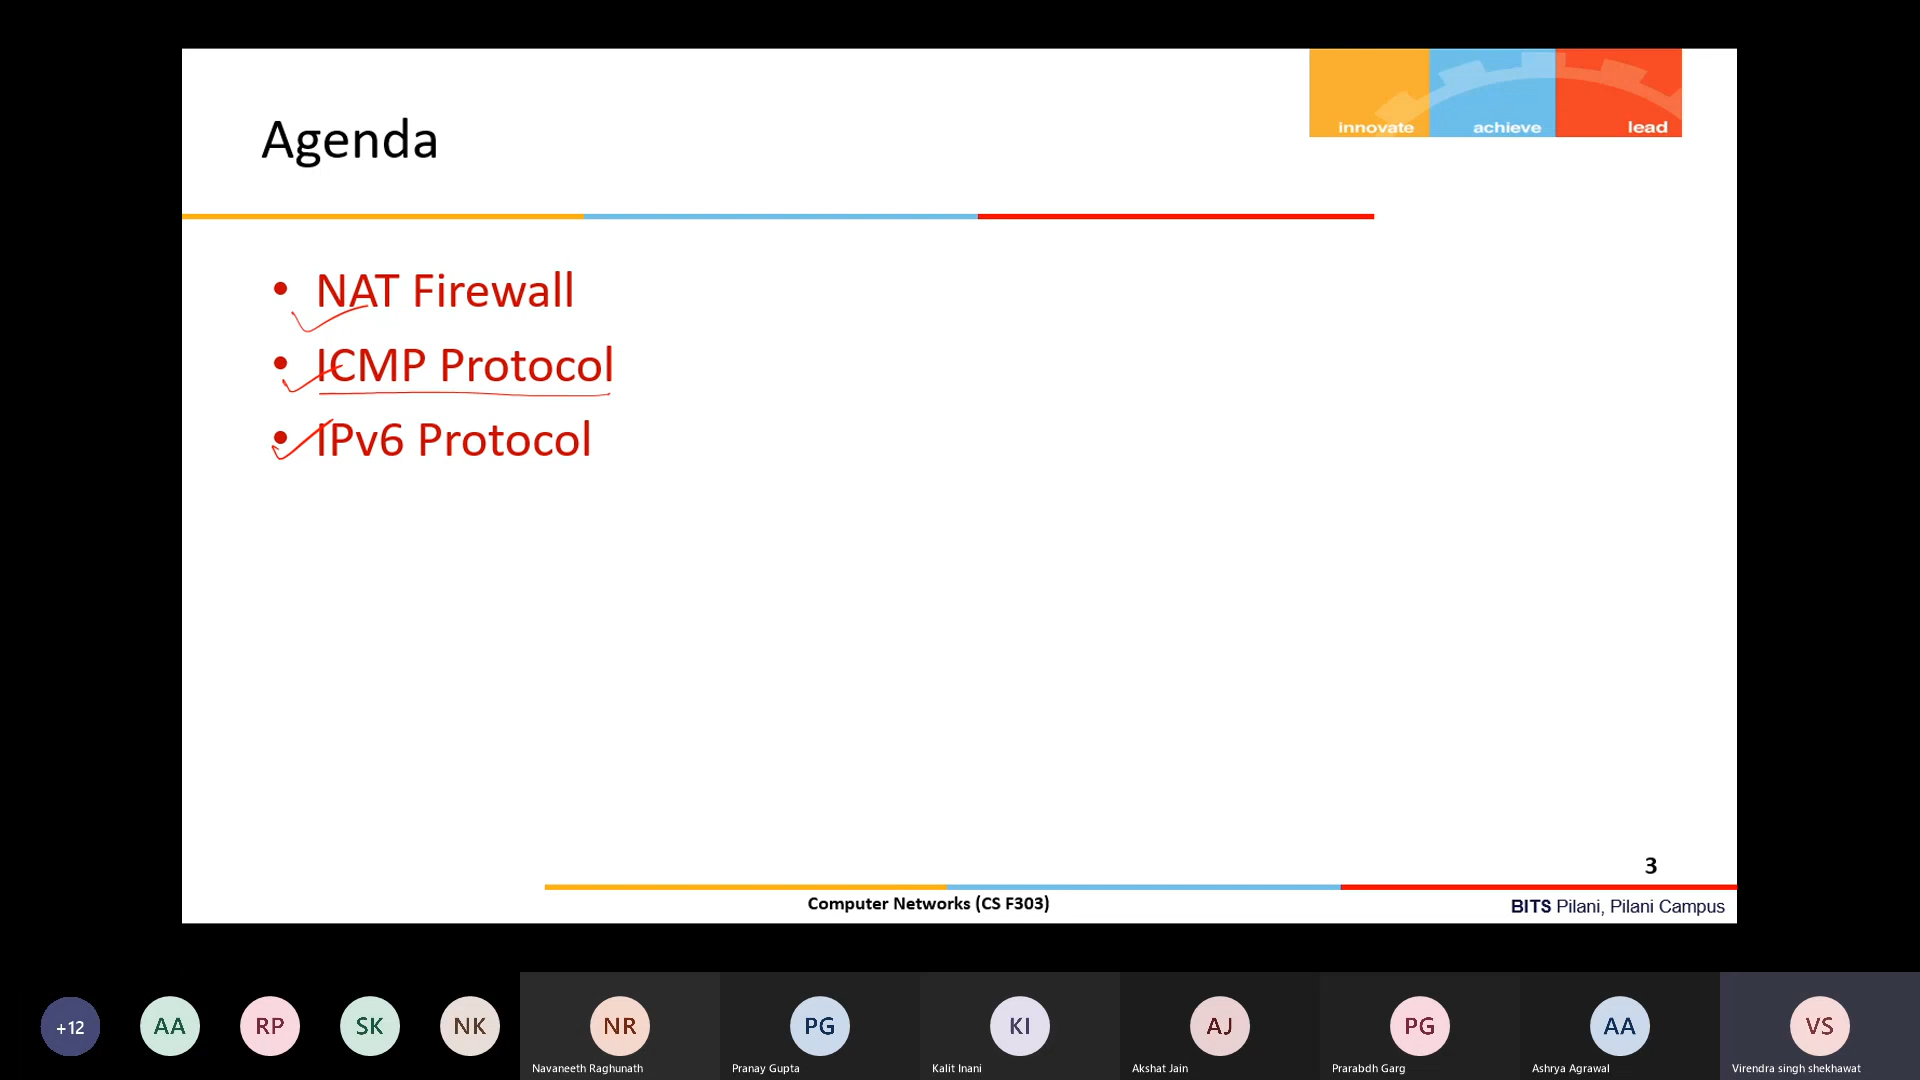 innovate achieve lead
Agenda
• NAT Firewall
• ICMP Protocol
• IPv6 Protocol
3
Computer Networks (CS F303)
BITS Pilani, Pilani Campus
+12 AA RP SK NK NR PG KI AJ PG AA VS
Navaneeth Raghunath Pranay Gupta Kalit Inani Akshat Jain Prarabdh Garg Ashrya Agrawal Virendra singh shekhawat